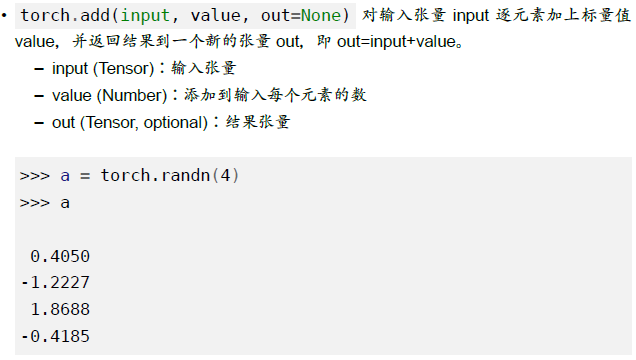 • torch.add(input, value, out=None) 对输入张量 input 逐元素加上标量值
value，并返回结果到一个新的张量 out，即 out=input+value。
– input (Tensor)：输入张量
– value (Number)：添加到输入每个元素的数
– out (Tensor, optional)：结果张量
>>> a = torch.randn(4)
>>> a
0.4050
-1.2227
1.8688
-0.4185